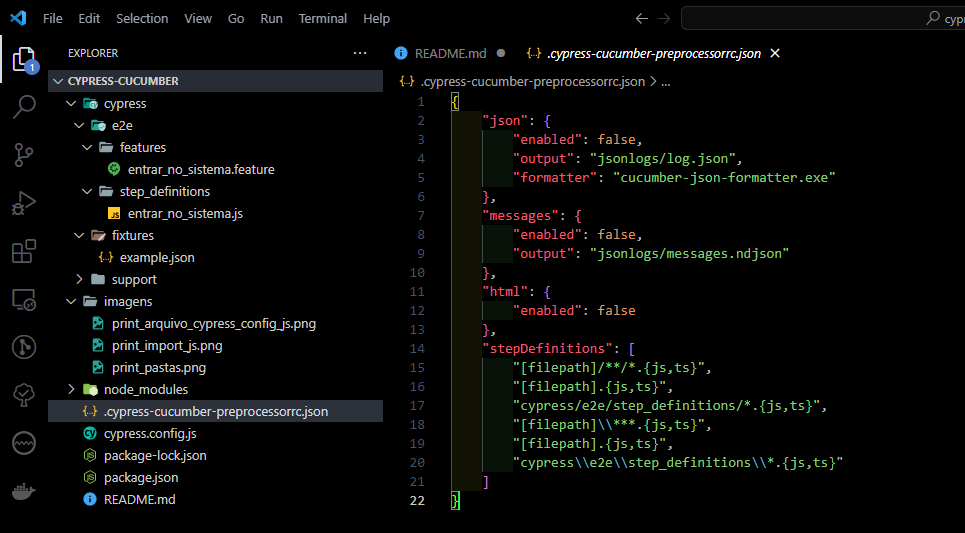 File Edit Selection View Go Run Terminal Help
cyp
EXPLORER
README.md
.cypress-cucumber-preprocessorrc.json
1
CYPRESS-CUCUMBER
.cypress-cucumber-preprocessorrc.json > ...
cypress
e2e
features
entrar_no_sistema.feature
step_definitions
JS entrar_no_sistema.js
fixtures
{..} example.json
support
imagens
print_arquivo_cypress_config_js.png
print_import_js.png
print_pastas.png
node_modules
{..} .cypress-cucumber-preprocessorrc.json
cypress.config.js
package-lock.json
package.json
README.md
1 {
2 "json": {
3 "enabled": false,
4 "output": "jsonlogs/log.json",
5 "formatter": "cucumber-json-formatter.exe"
6 },
7 "messages": {
8 "enabled": false,
9 "output": "jsonlogs/messages.ndjson"
10 },
11 "html": {
12 "enabled": false
13 },
14 "stepDefinitions": [
15 "[filepath]/**/*.{js,ts}",
16 "[filepath].{js,ts}",
17 "cypress/e2e/step_definitions/*.{js,ts}",
18 "[filepath]\\***.{js,ts}",
19 "[filepath].{js,ts}",
20 "cypress\\e2e\\step_definitions\\*.{js,ts}"
21 ]
22 }